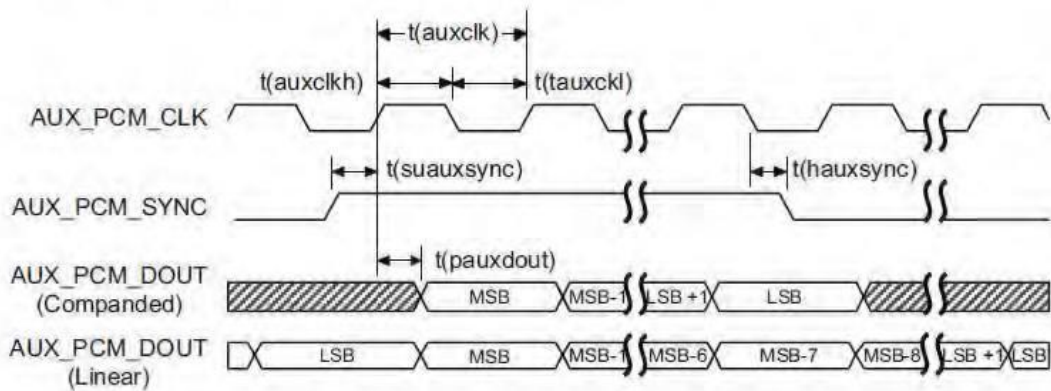 t(auxclk)
t(auxclkh) t(tauxckl)
AUX_PCM_CLK
t(suauxsync) t(hauxsync)
AUX_PCM_SYNC
t(pauxdout)
AUX_PCM_DOUT
(Companded)
MSB MSB-1 LSB +1 LSB
AUX_PCM_DOUT
(Linear)
LSB MSB MSB-1 MSB-6 MSB-7 MSB-8 LSB +1 LSB